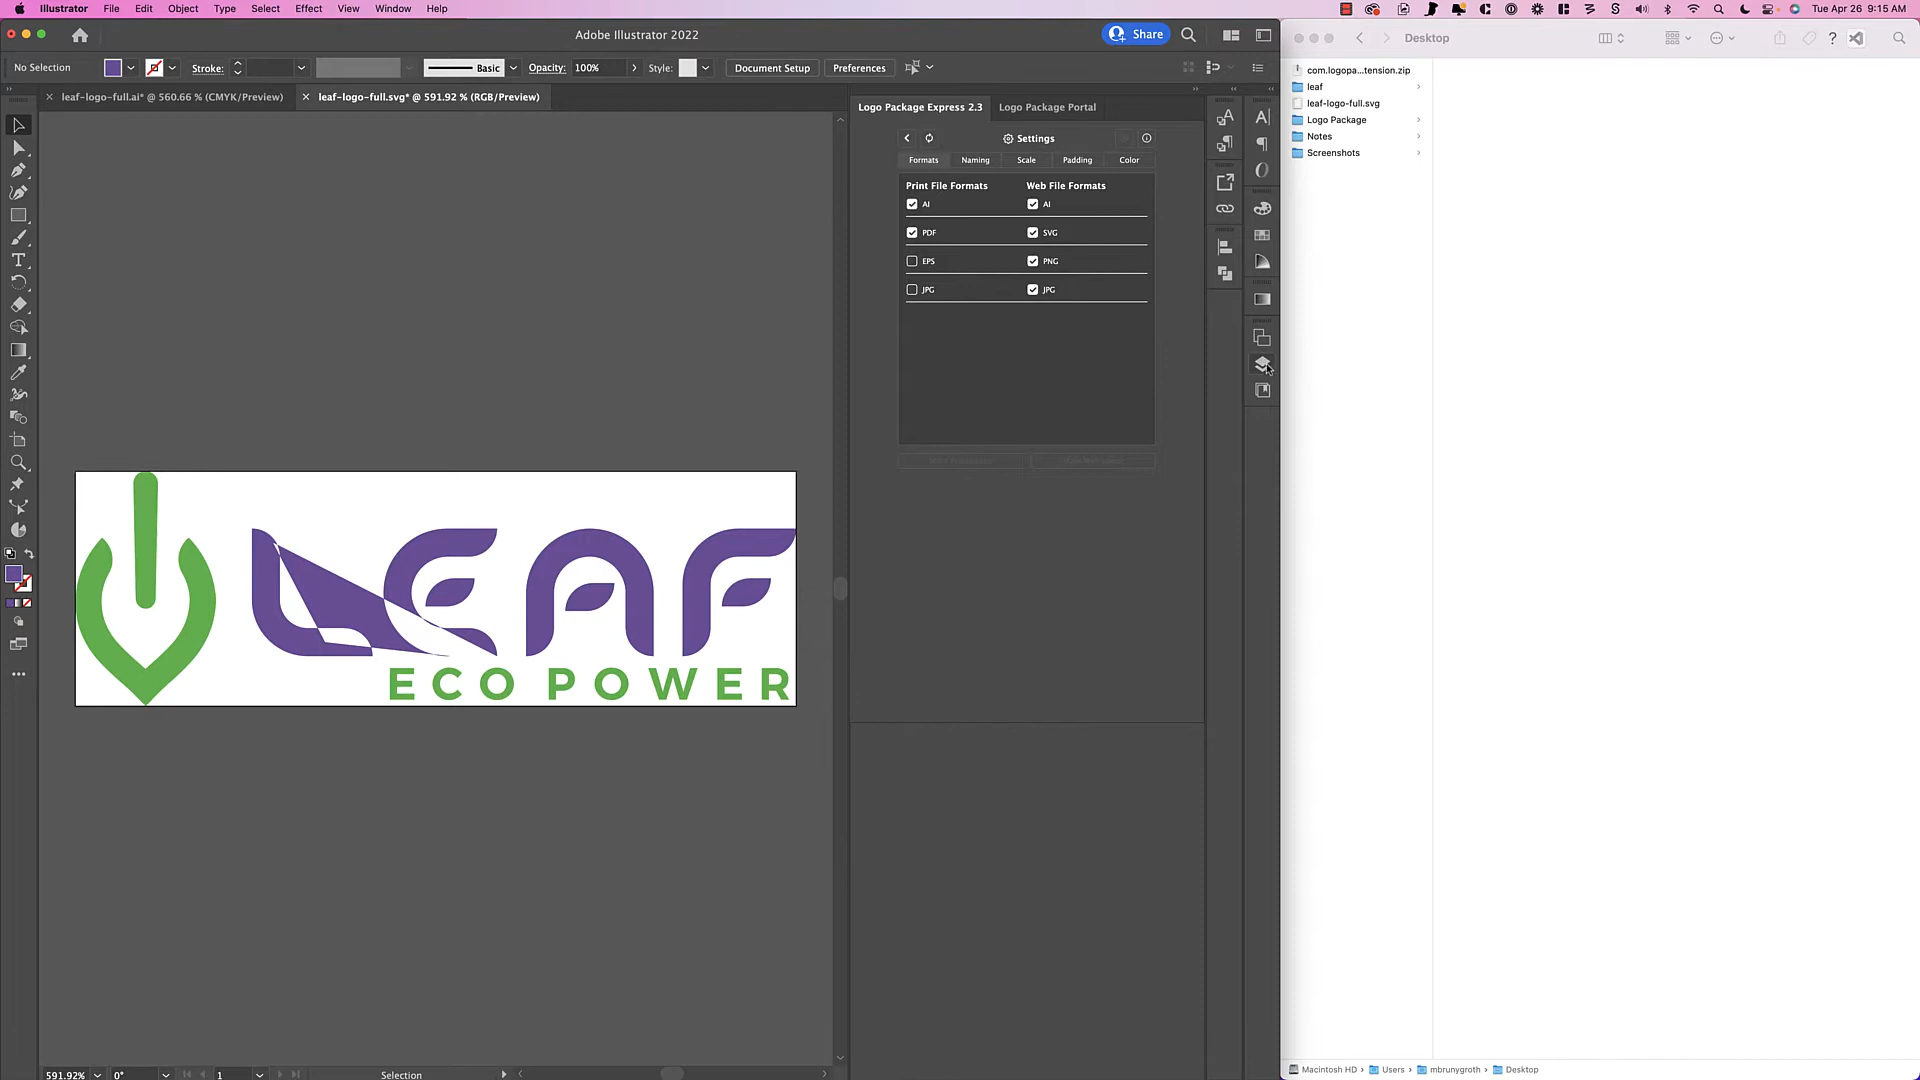 Illustrator File Edit Object Type Select Effect View Window Help
Tue Apr 26 9:15 AM
Adobe Illustrator 2022
Share
Desktop
No Selection
Stroke:
Basic
Opacity: 100%
Style:
Document Setup
Preferences
leaf-logo-full.ai* @ 560.66 % (CMYK/Preview)
leaf-logo-full.svg* @ 591.92 % (RGB/Preview)
Logo Package Express 2.3
Logo Package Portal
Settings
Formats Naming Scale Padding Color
Print File Formats
Web File Formats
AI
AI
PDF
SVG
EPS
PNG
JPG
JPG
com.logopa...tension.zip
leaf
leaf-logo-full.svg
Logo Package
Notes
Screenshots
LEAF
ECO POWER
591.92%
0°
1
Selection
Macintosh HD
Users
mbrunygroth
Desktop